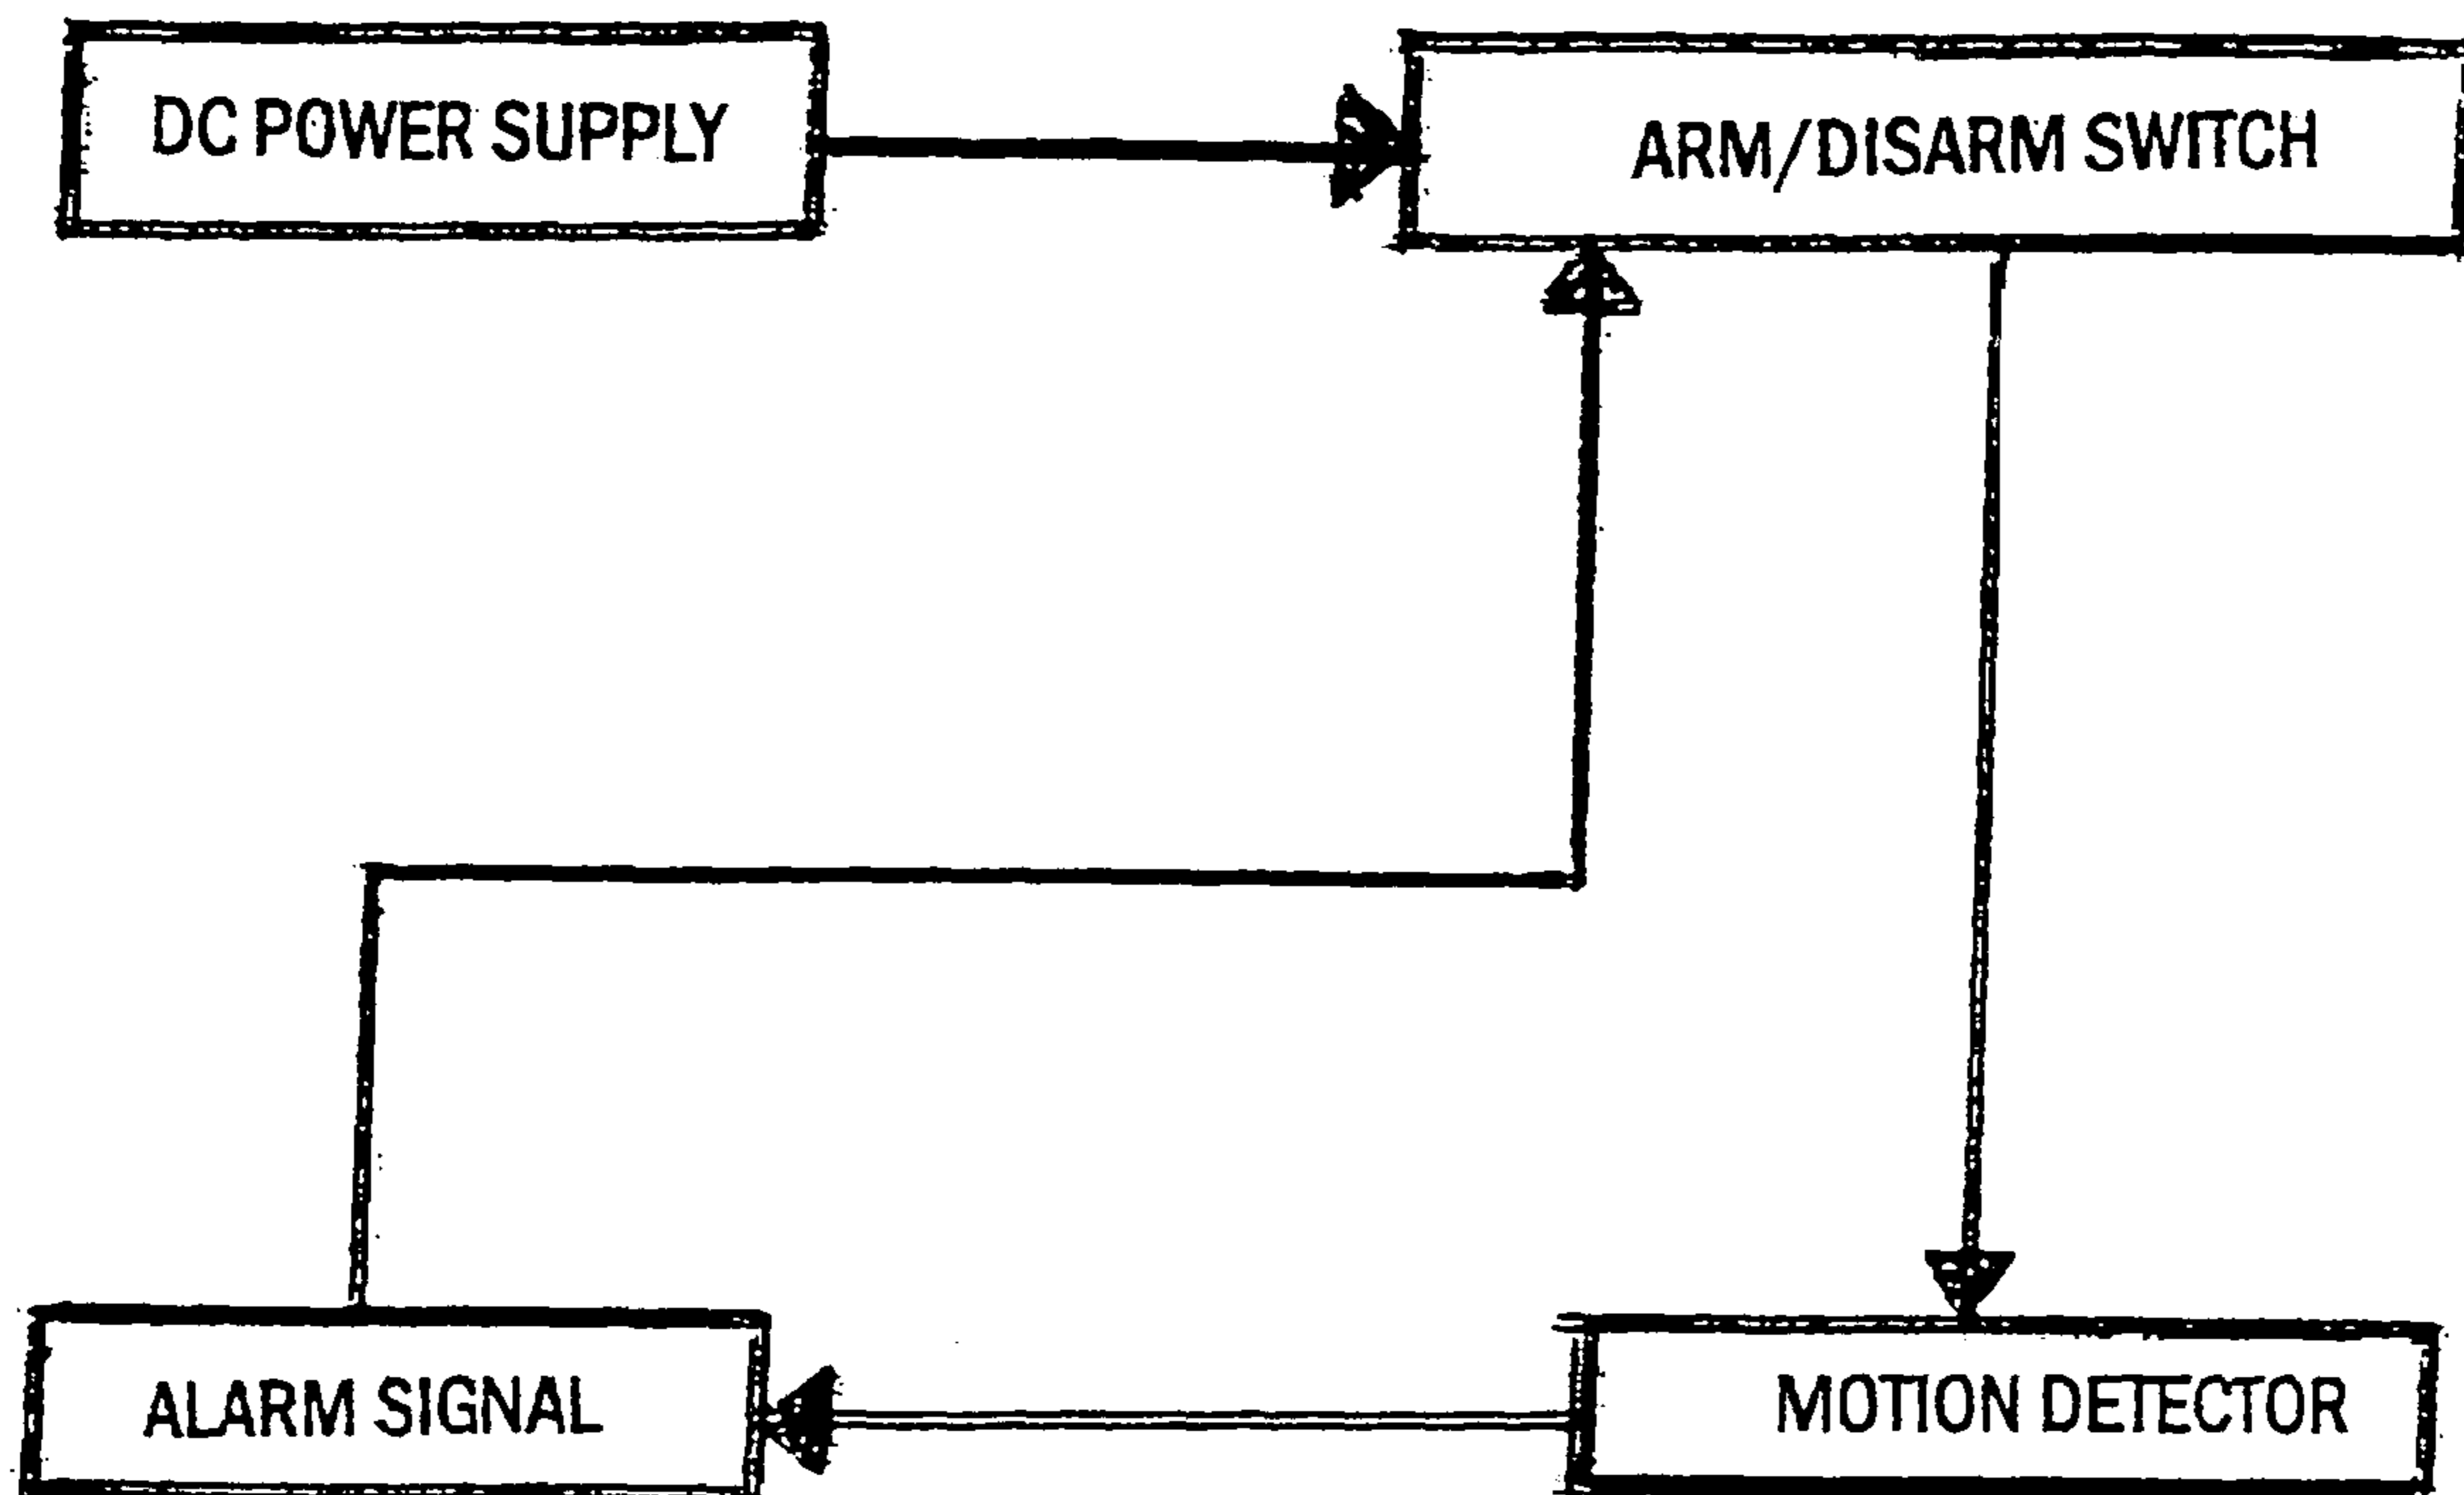 DC POWER SUPPLY
ARM/DISARM SWITCH
ALARM SIGNAL
MOTION DETECTOR